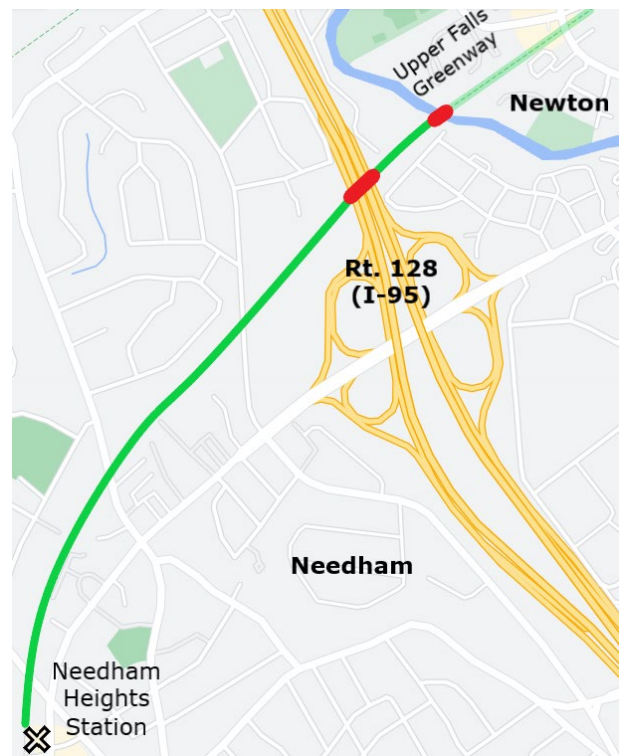 Upper Falls
Greenway
Newton
Rt. 128
(I-95)
Needham
Needham
Heights
Station